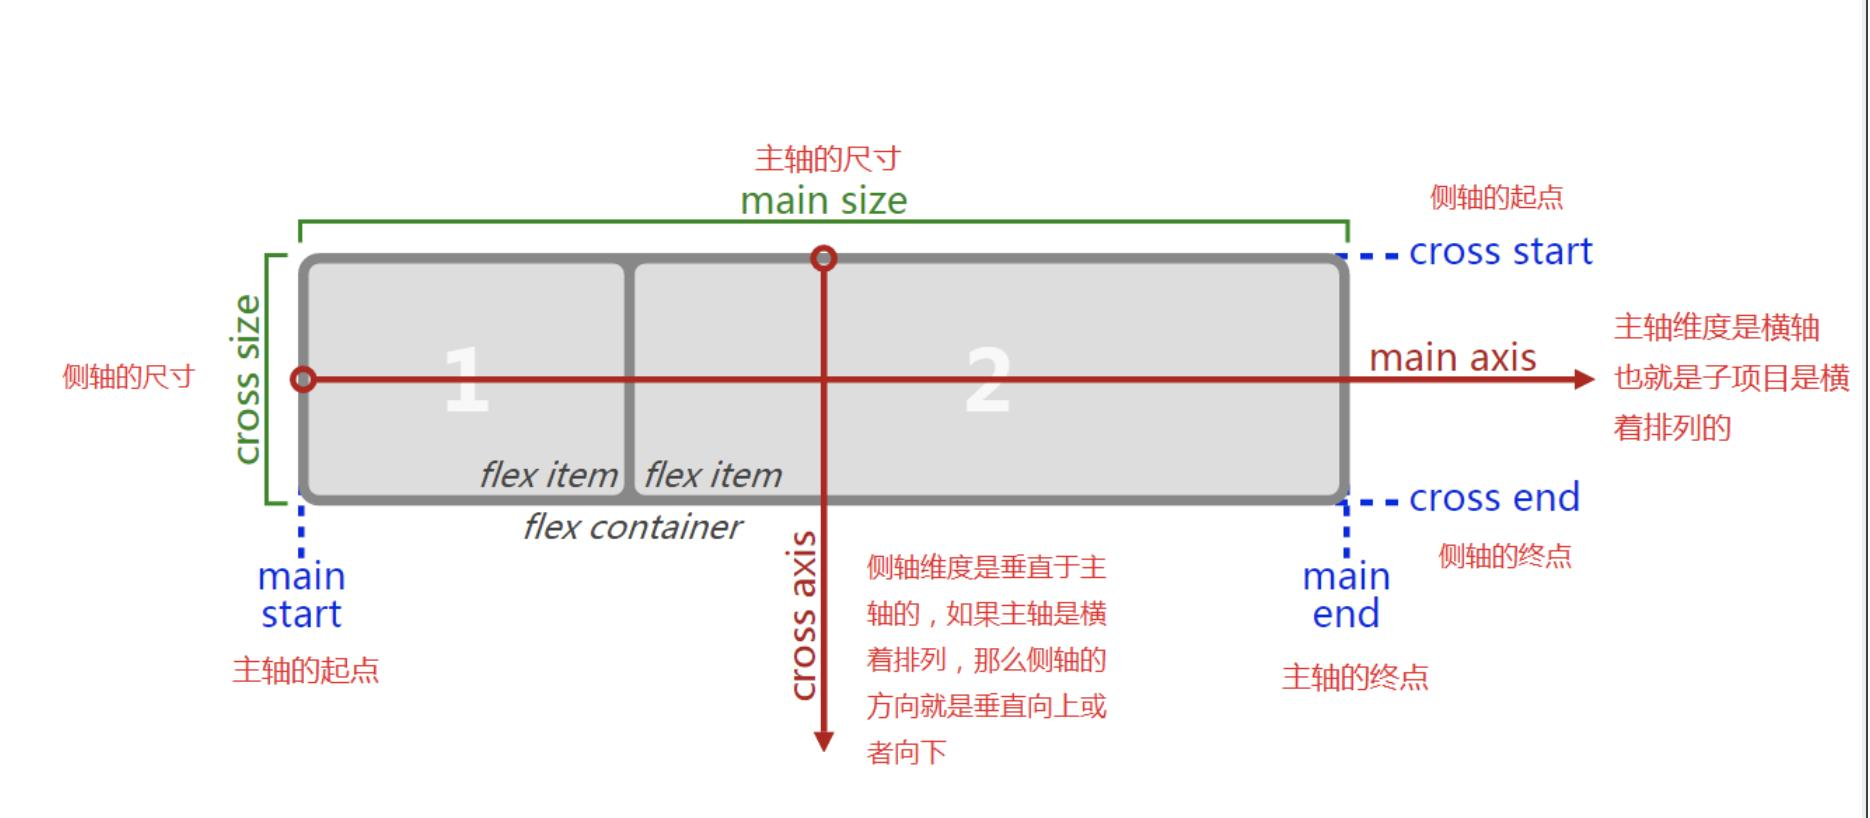 主轴的尺寸
main size
侧轴的起点
cross start
侧轴的尺寸
cross size
1
2
main axis
主轴维度是横轴
也就是子项目是横
着排列的
flex item
flex item
flex container
cross end
侧轴的终点
main
start
主轴的起点
cross axis
侧轴维度是垂直于主
轴的，如果主轴是横
着排列，那么侧轴的
方向就是垂直向上或
者向下
main
end
主轴的终点